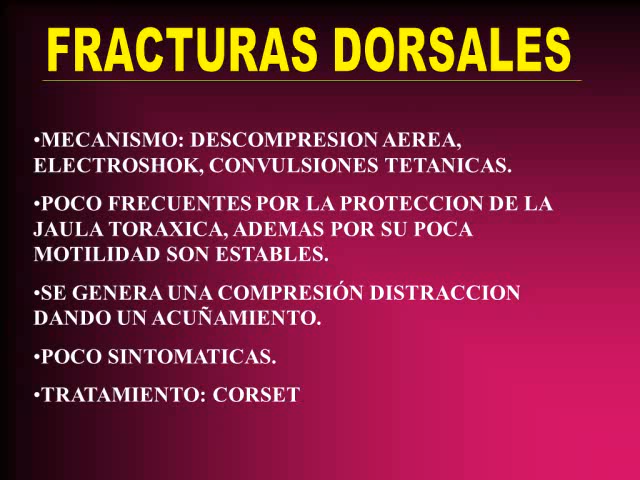 FRACTURAS DORSALES
•MECANISMO: DESCOMPRESION AEREA,
ELECTROSHOK, CONVULSIONES TETANICAS.
•POCO FRECUENTES POR LA PROTECCION DE LA
JAULA TORAXICA, ADEMAS POR SU POCA
MOTILIDAD SON ESTABLES.
•SE GENERA UNA COMPRESIÓN DISTRACCION
DANDO UN ACUÑAMIENTO.
•POCO SINTOMATICAS.
•TRATAMIENTO: CORSET